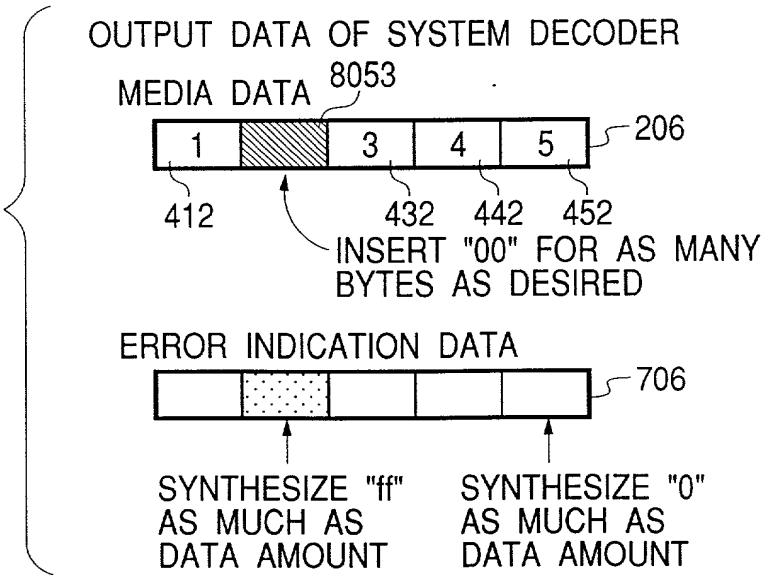 OUTPUT DATA OF SYSTEM DECODER
8053
MEDIA DATA
1 3 4 5
206
412 432 442 452
INSERT "00" FOR AS MANY
BYTES AS DESIRED
ERROR INDICATION DATA
706
SYNTHESIZE "ff"
AS MUCH AS
DATA AMOUNT
SYNTHESIZE "0"
AS MUCH AS
DATA AMOUNT